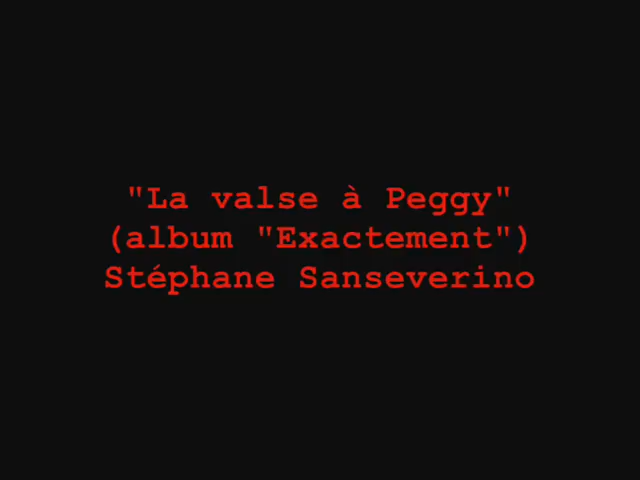 "La valse à Peggy"
(album "Exactement")
Stéphane Sanseverino